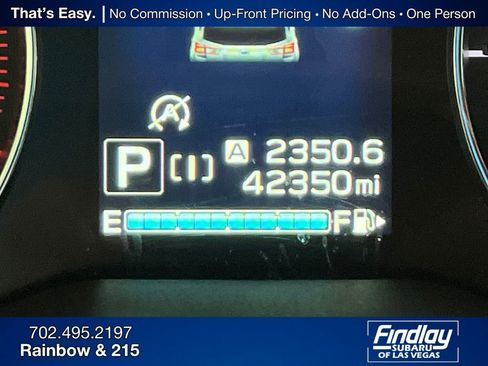 That's Easy. | No Commission • Up-Front Pricing • No Add-Ons • One Person
A
P [I] A 2350.6
42350mi
E F
702.495.2197
Rainbow & 215
Findlay
SUBARU
OF LAS VEGAS